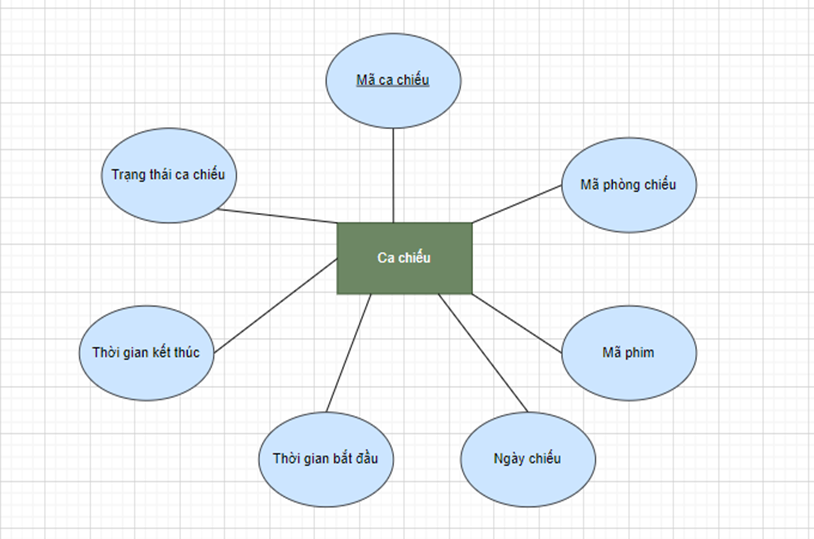 Mã ca chiếu
Trạng thái ca chiếu
Mã phòng chiếu
Ca chiếu
Thời gian kết thúc
Mã phim
Thời gian bắt đầu
Ngày chiếu